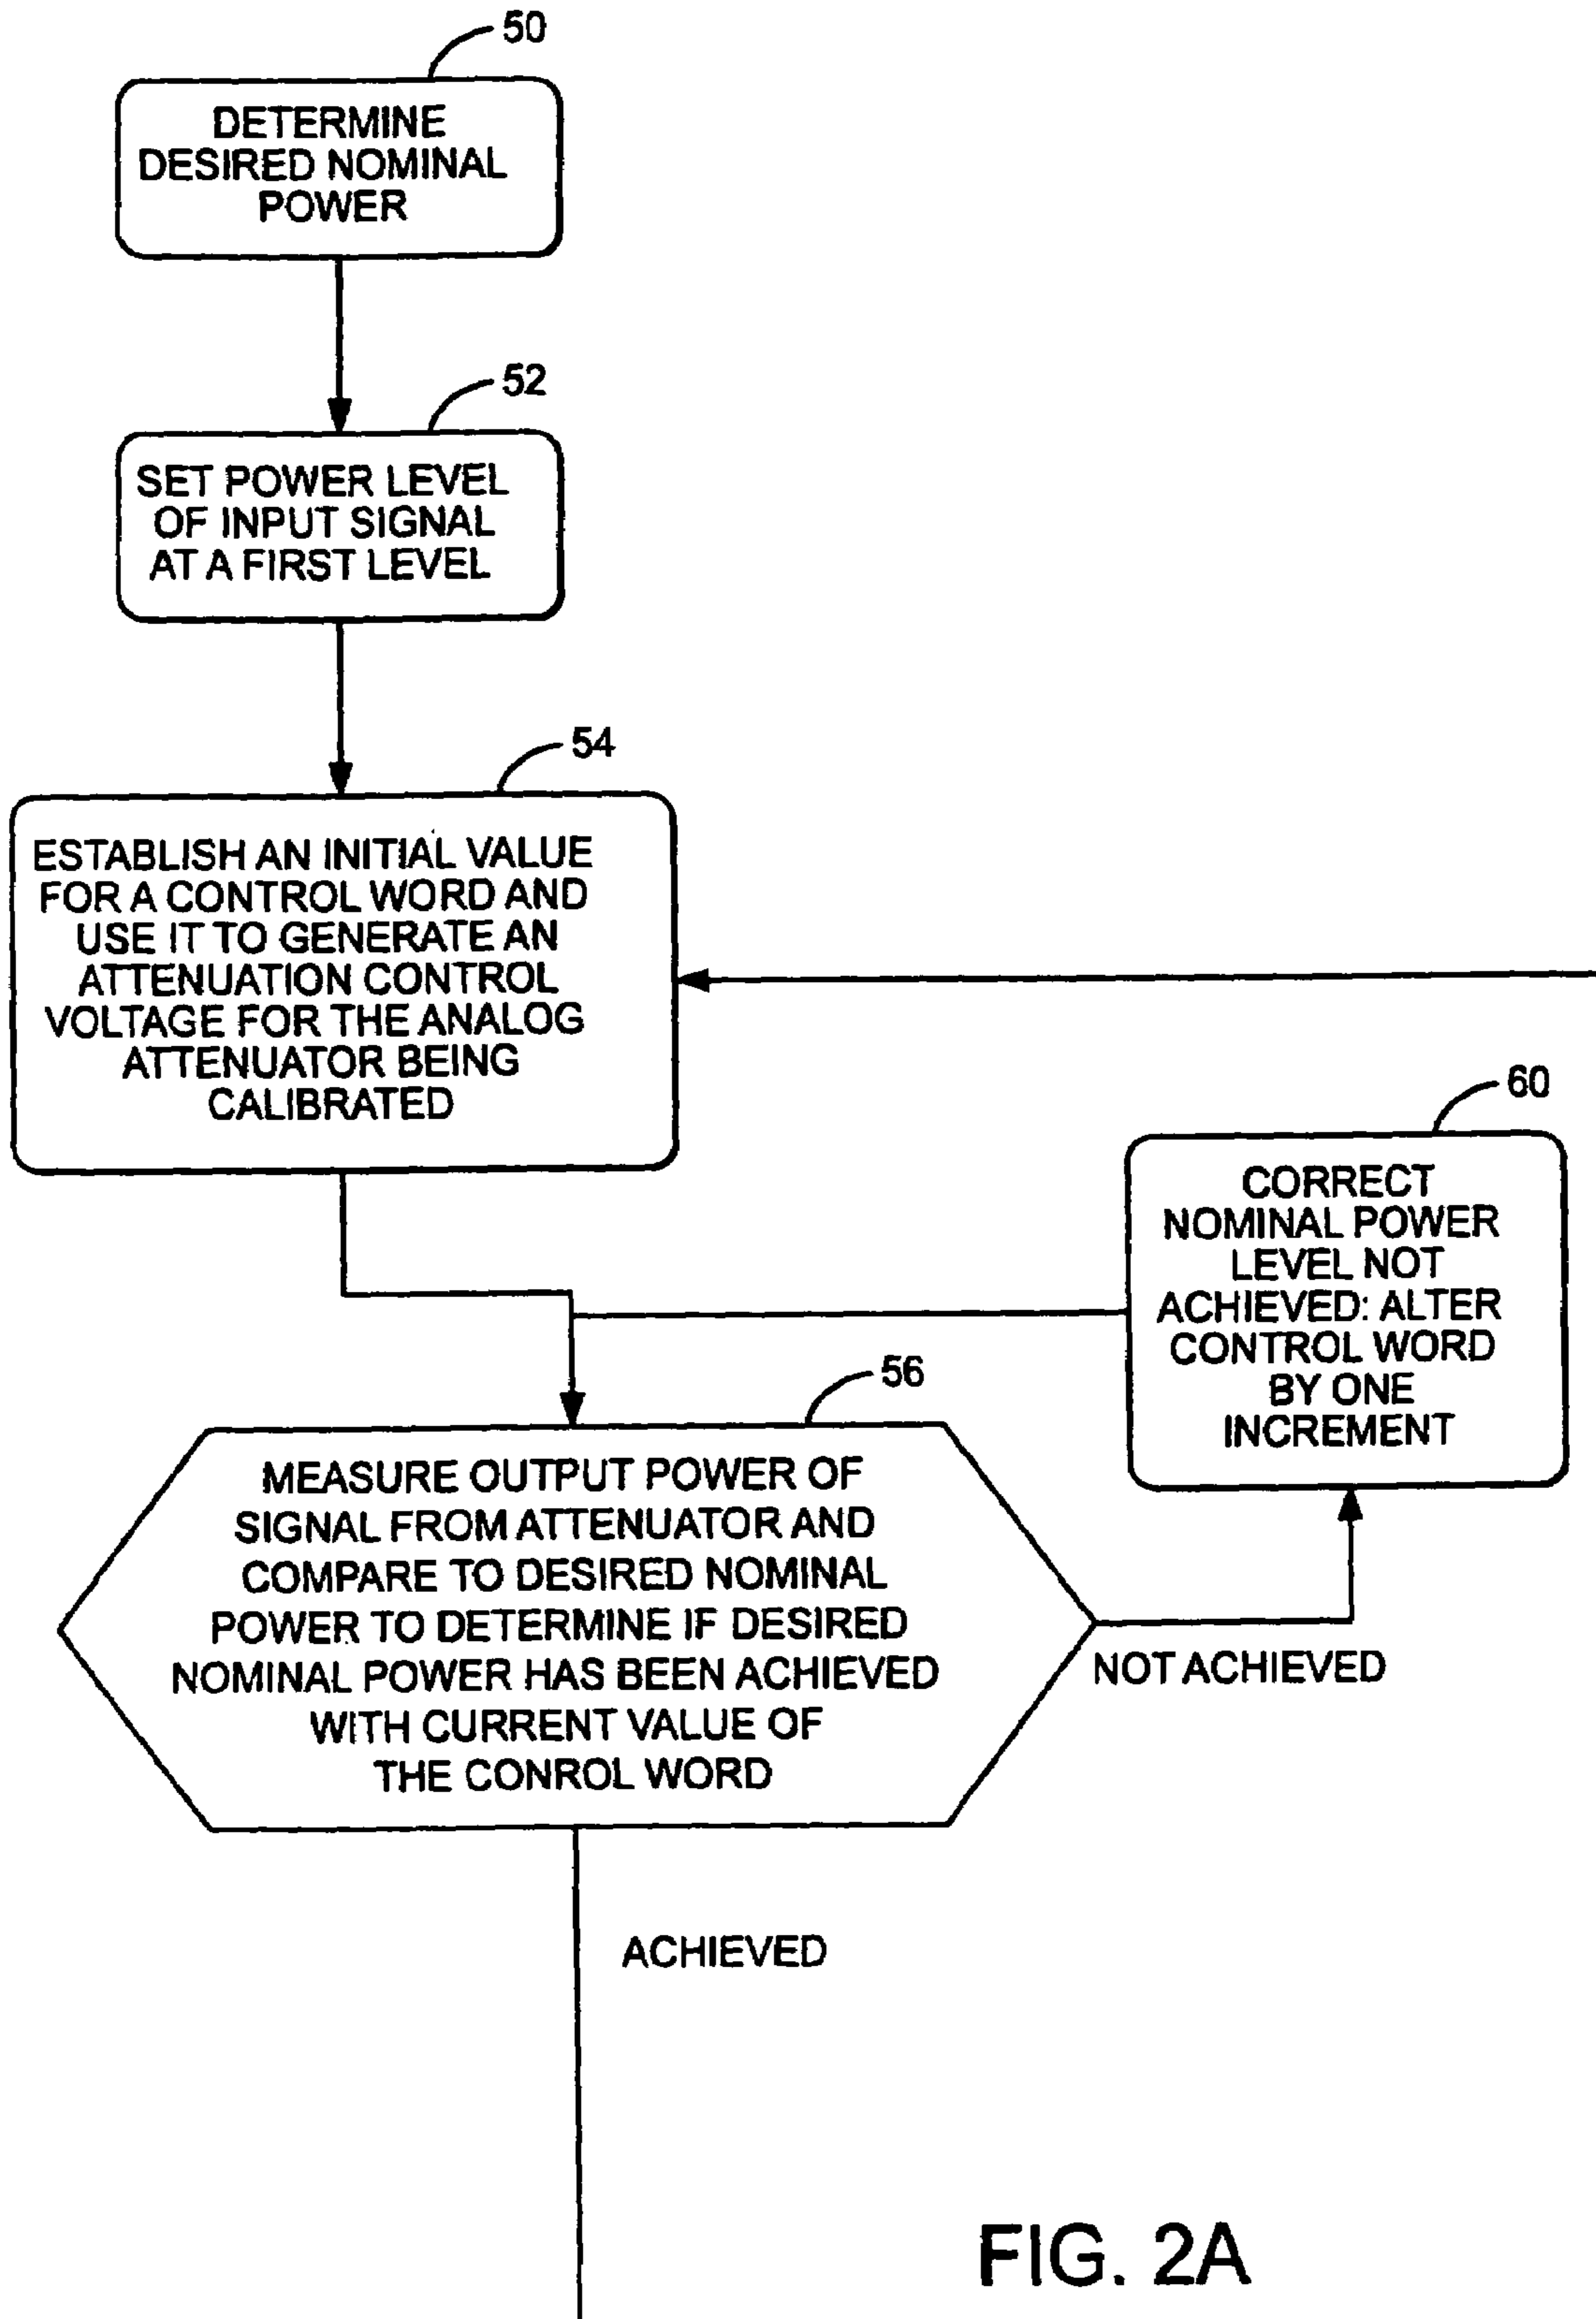 50
DETERMINE
DESIRED NOMINAL
POWER
52
SET POWER LEVEL
OF INPUT SIGNAL
AT A FIRST LEVEL
54
ESTABLISH AN INITIAL VALUE
FOR A CONTROL WORD AND
USE IT TO GENERATE AN
ATTENUATION CONTROL
VOLTAGE FOR THE ANALOG
ATTENUATOR BEING
CALIBRATED
60
CORRECT
NOMINAL POWER
LEVEL NOT
ACHIEVED: ALTER
CONTROL WORD
BY ONE
INCREMENT
56
MEASURE OUTPUT POWER OF
SIGNAL FROM ATTENUATOR AND
COMPARE TO DESIRED NOMINAL
POWER TO DETERMINE IF DESIRED
NOMINAL POWER HAS BEEN ACHIEVED
WITH CURRENT VALUE OF
THE CONROL WORD
NOT ACHIEVED
ACHIEVED
FIG. 2A